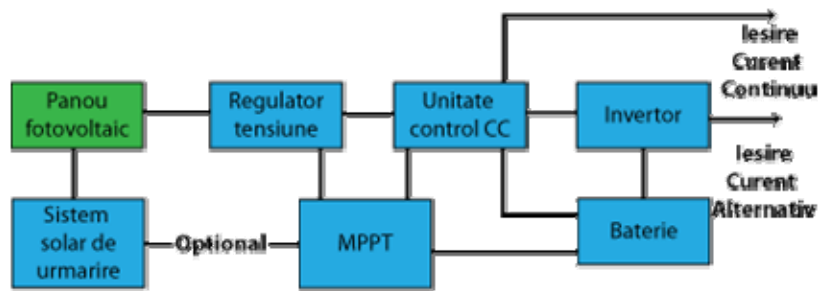 Iesire
Curent
Continuu
Panou
fotovoltaic
Regulator
tensiune
Unitate
control CC
Invertor
Iesire
Curent
Alternativ
Sistem
solar de
urmarire
Optional
MPPT
Baterie